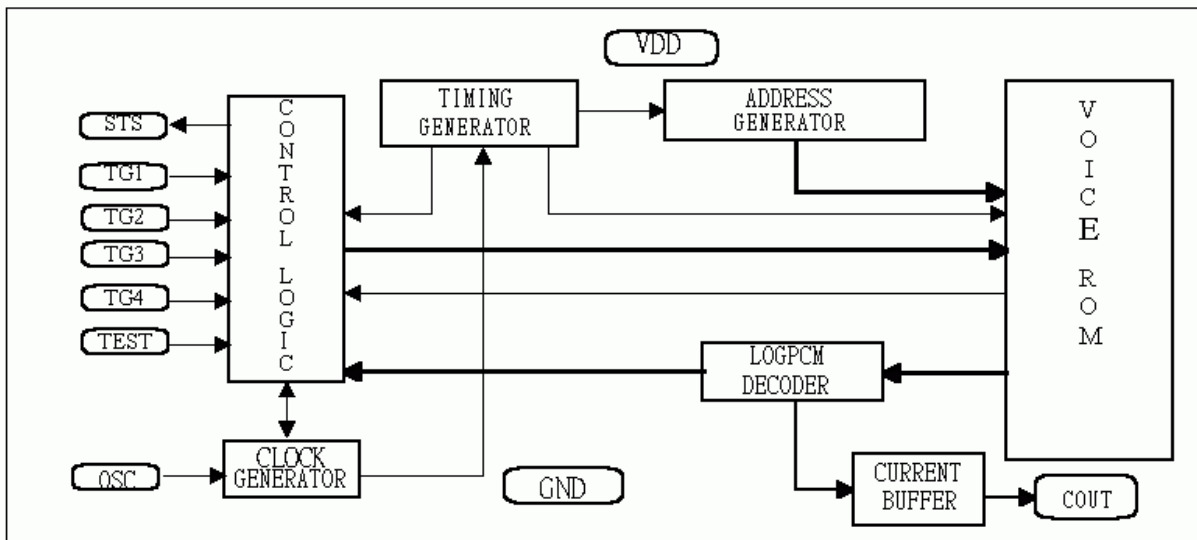 VDD
STS
TG1
TG2
TG3
TG4
TEST
OSC
CONTROL LOGIC
CLOCK
GENERATOR
TIMING
GENERATOR
ADDRESS
GENERATOR
VOICE ROM
LOGPCM
DECODER
GND
CURRENT
BUFFER
COUT